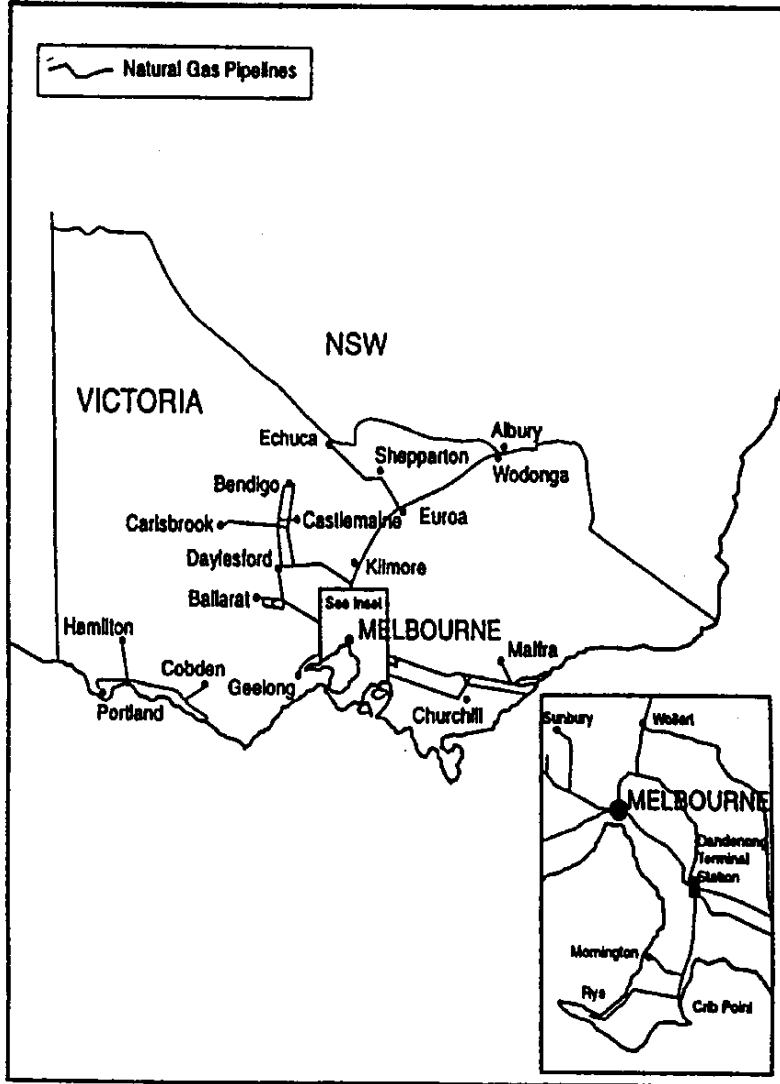 Natural Gas Pipelines
NSW
VICTORIA
Echuca
Albury
Shepparton
Wodonga
Bendigo
Carlsbrook
Castlemaine
Euroa
Daylesford
Kilmore
Ballarat
See Inset
Hamilton
MELBOURNE
Maffra
Cobden
Geelong
Portland
Churchill
Sunbury
Wollert
MELBOURNE
Dandenong
Terminal
Station
Mornington
Rye
Crib Point